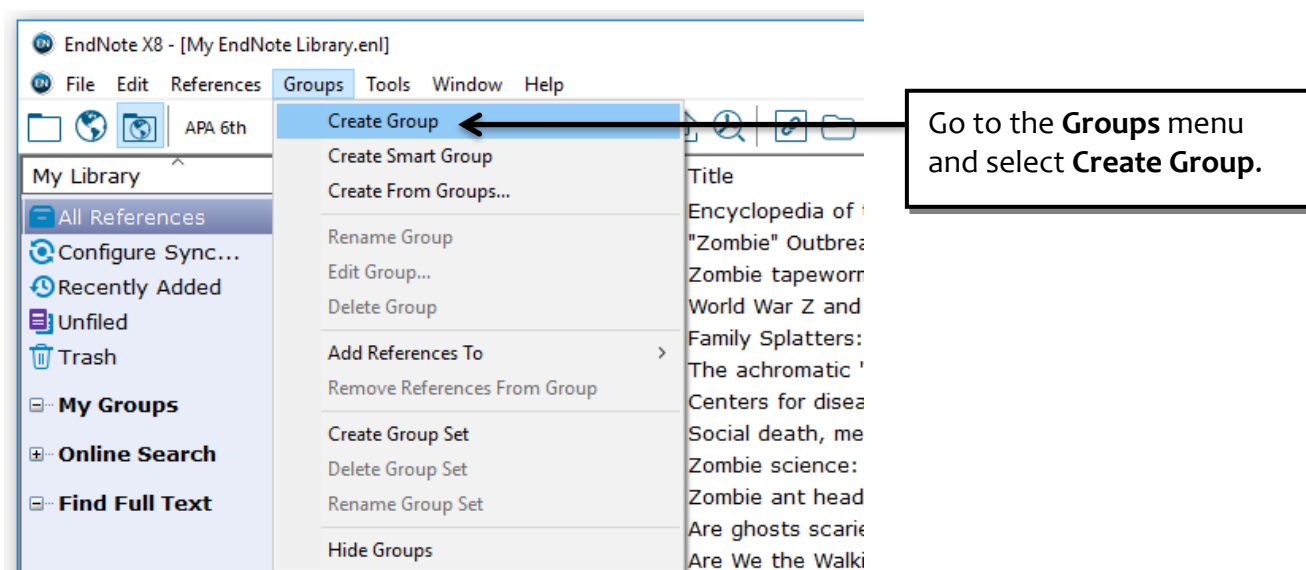 EndNote X8 - [My EndNote Library.enl]
File Edit References Groups Tools Window Help
APA 6th
Create Group
Create Smart Group
Create From Groups...
Rename Group
Edit Group...
Delete Group
Add References To
Remove References From Group
Create Group Set
Delete Group Set
Rename Group Set
Hide Groups
My Library
All References
Configure Sync...
Recently Added
Unfiled
Trash
My Groups
Online Search
Find Full Text
Title
Encyclopedia of
"Zombie" Outbrea
Zombie tapeworm
World War Z and
Family Splatters:
The achromatic '
Centers for disea
Social death, me
Zombie science:
Zombie ant head
Are ghosts scarie
Are We the Walki
Go to the Groups menu
and select Create Group.